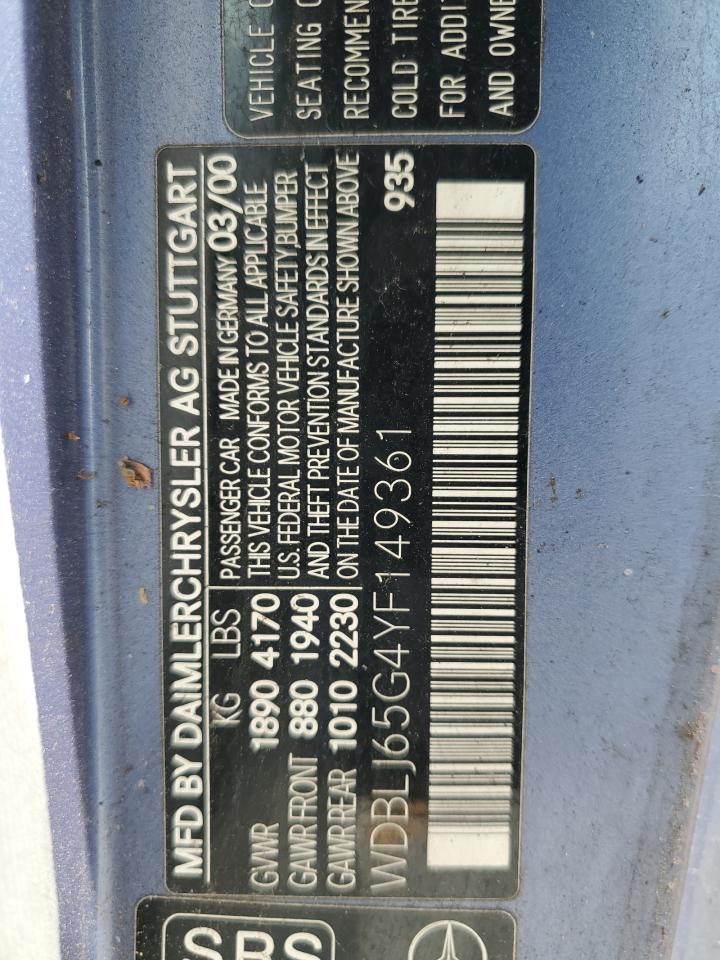 VEHICLE C
SEATING C
RECOMMEN
COLD TIRE
FOR ADDI
AND OWNE
MFD BY DAIMLERCHRYSLER AG STUTTGART
KG LBS
GVWR 1890 4170
GAWR FRONT 880 1940
GAWR REAR 1010 2230
PASSENGER CAR MADE IN GERMANY 03/00
THIS VEHICLE CONFORMS TO ALL APPLICABLE
U.S. FEDERAL MOTOR VEHICLE SAFETY, BUMPER
AND THEFT PREVENTION STANDARDS IN EFFECT
ON THE DATE OF MANUFACTURE SHOWN ABOVE
WDBLJ65G4YF149361 935
SRS